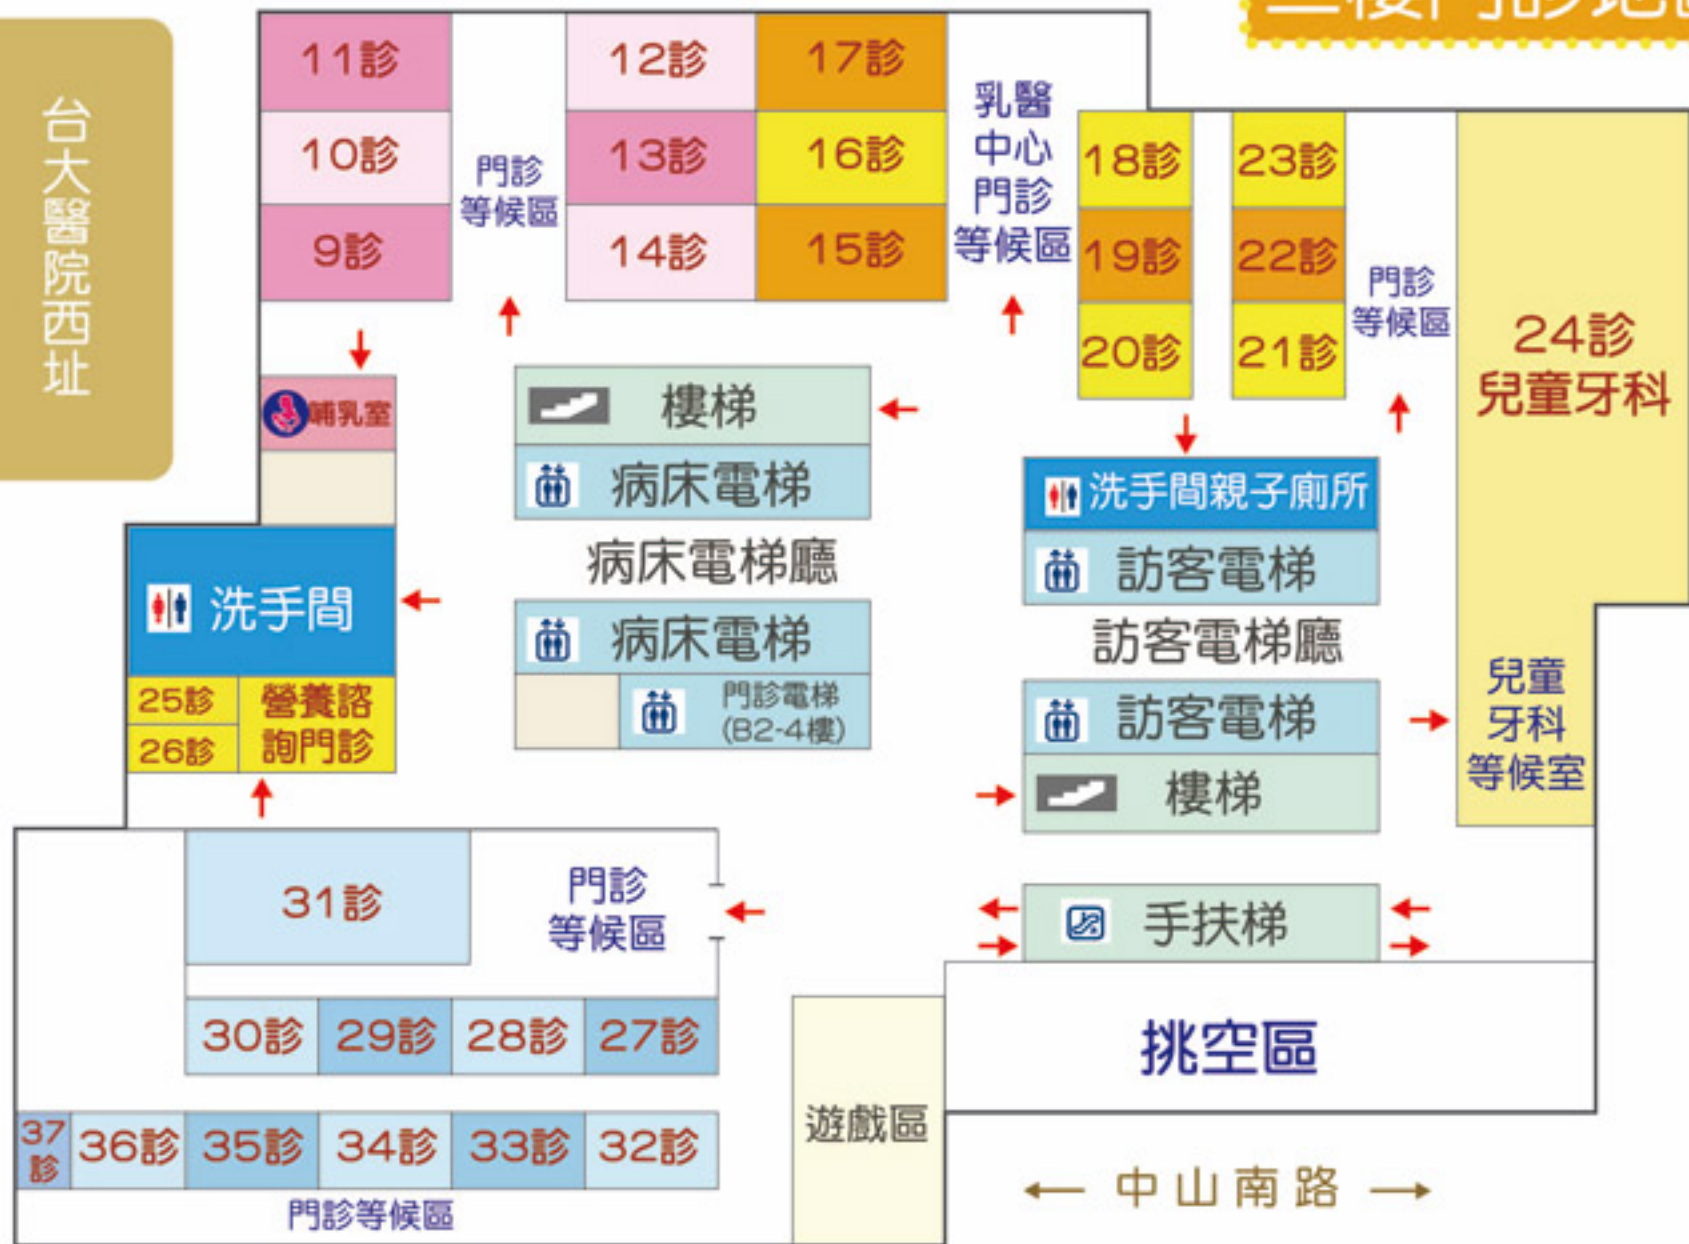 樓門診地
台大醫院西址
11診
12診
17診
10診
13診
16診
9診
14診
15診
門診
等候區
乳醫
中心
門診
等候區
18診
23診
19診
22診
20診
21診
門診
等候區
24診
兒童牙科
哺乳室
樓梯
病床電梯
病床電梯廳
病床電梯
門診電梯
(B2-4樓)
洗手間親子廁所
訪客電梯
訪客電梯廳
訪客電梯
樓梯
兒童
牙科
等候室
洗手間
25診
26診
營養諮
詢門診
31診
門診
等候區
手扶梯
30診
29診
28診
27診
挑空區
37
診
36診
35診
34診
33診
32診
門診等候區
遊戲區
← 中山南路 →